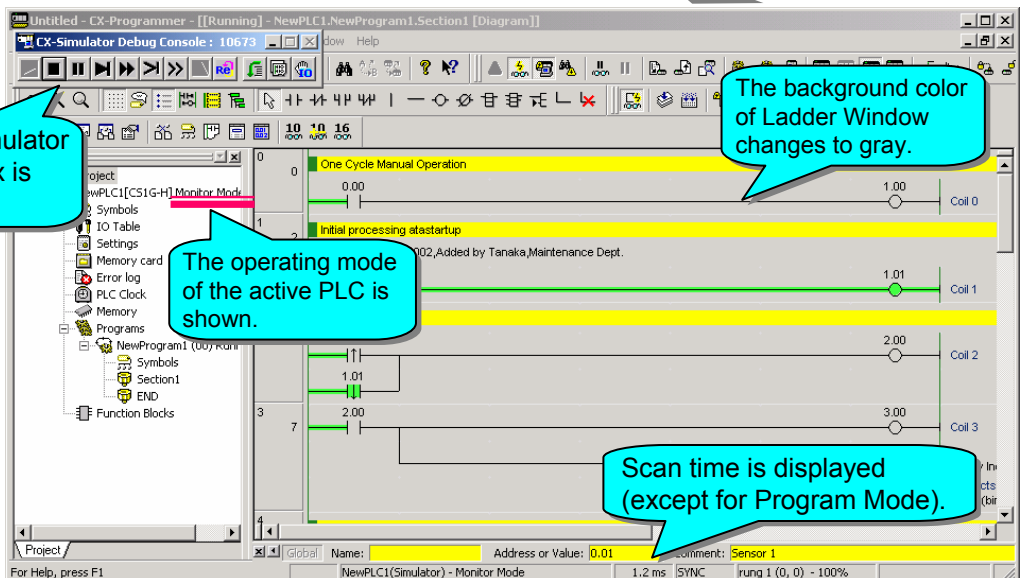 Untitled - CX-Programmer - [[Running] - NewPLC1.NewProgram1.Section1 [Diagram]]
CX-Simulator Debug Console : 10673
Help
10 10 16
The background color
of Ladder Window
changes to gray.
is
NewPLC1[CS1G-H] Monitor Mode
Symbols
IO Table
Settings
Memory card
Error log
PLC Clock
Memory
Programs
NewProgram1 (00)
Symbols
Section1
END
Function Blocks
Project
The operating mode
of the active PLC is
shown.
0
0
One Cycle Manual Operation
0.00
1.00
Coil 0
1
2
Initial processing atastartup
002,Added by Tanaka,Maintenance Dept.
1.01
Coil 1
2.00
Coil 2
1.01
3
7
2.00
3.00
Coil 3
Scan time is displayed
(except for Program Mode).
4
Global
Name:
Address or Value: 0.01
Comment: Sensor 1
For Help, press F1
NewPLC1(Simulator) - Monitor Mode
1.2 ms
SYNC
rung 1 (0, 0) - 100%